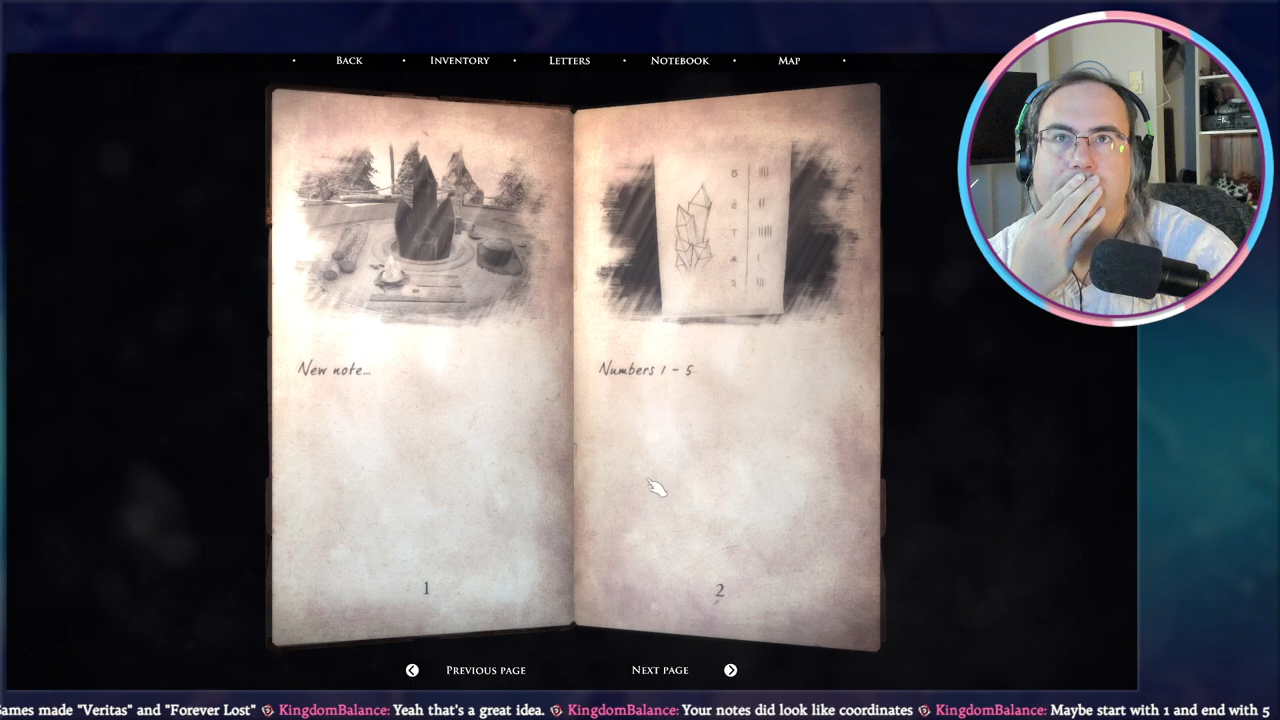 BACK
INVENTORY
LETTERS
NOTEBOOK
MAP
New note...
Numbers 1 - 5
1
2
PREVIOUS PAGE
NEXT PAGE
Games made "Veritas" and "Forever Lost" KingdomBalance: Yeah that's a great idea. KingdomBalance: Your notes did look like coordinates KingdomBalance: Maybe start with 1 and end with 5